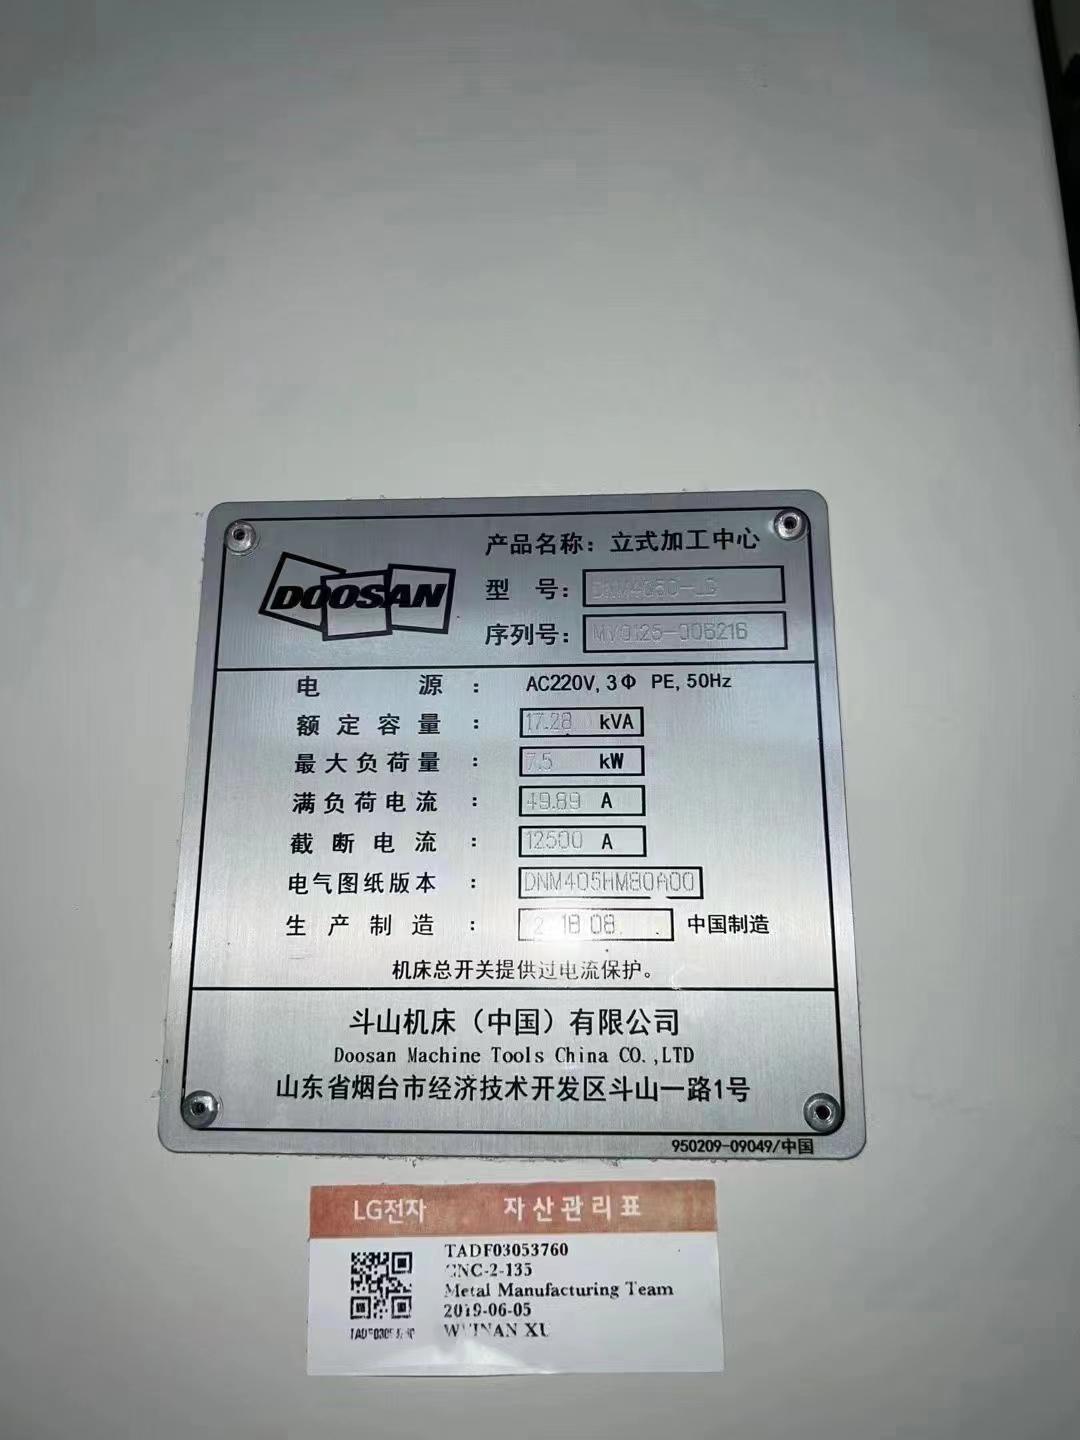 DOOSAN
产品名称：立式加工中心
型 号：
序列号：MV0125-006216
电 源： AC220V, 3Φ PE, 50Hz
额定容量： 17.28 kVA
最大负荷量： 7.5 kW
满负荷电流： 49.89 A
截断电流： 12500 A
电气图纸版本： DNM405HM80A00
生产制造： 18 08. 中国制造
机床总开关提供过电流保护。
斗山机床（中国）有限公司
Doosan Machine Tools China CO.,LTD
山东省烟台市经济技术开发区斗山一路1号
950209-09049/中国
LG전자 자산관리표
TADF03053760
CNC-2-135
Metal Manufacturing Team
2019-06-05
XU